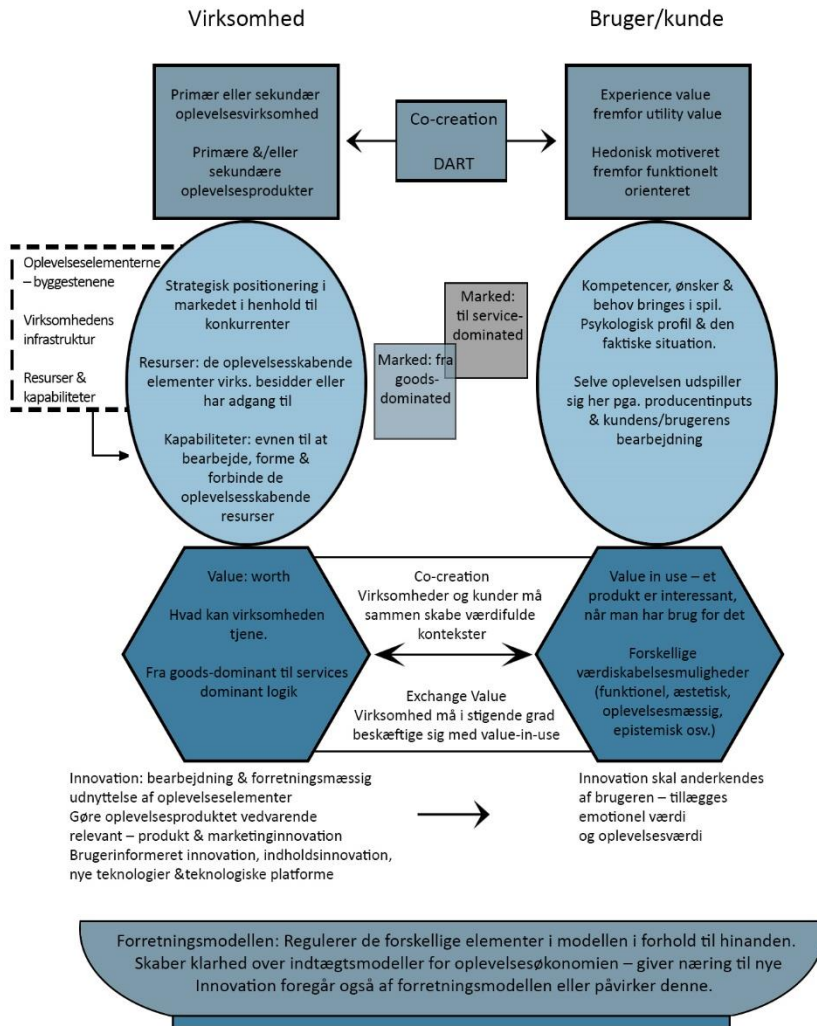 Virksomhed
Bruger/kunde
Primær eller sekundær
oplevelsesvirksomhed
Primære &/eller
sekundære
oplevelsesprodukter
Co-creation
DART
Experience value
fremfor utility value
Hedonisk motiveret
fremfor funktionelt
orienteret
Oplevelseselementerne
– byggestenene
Virksomhedens
infrastruktur
Resurser &
kapabiliteter
Strategisk positionering i
markedet i henhold til
konkurrenter
Resurser: de oplevelsesskabende
elementer virks. besidder eller
har adgang til
Kapabiliteter: evnen til at
bearbejde, forme &
forbinde de
oplevelsesskabende
resurser
Marked:
til service-
dominated
Marked: fra
goods-
dominated
Kompetencer, ønsker &
behov bringes i spil.
Psykologisk profil & den
faktiske situation.
Selve oplevelsen udspiller
sig her pga. producentinputs
& kundens/brugerens
bearbejdning
Value: worth
Hvad kan virksomheden
tjene.
Fra goods-dominant til services
dominant logik
Co-creation
Virksomheder og kunder må
sammen skabe værdifulde
kontekster
Exchange Value
Virksomhed må i stigende grad
beskæftige sig med value-in-use
Value in use – et
produkt er interessant,
når man har brug for det
Forskellige
værdiskabelsesmuligheder
(funktionel, æstetisk,
oplevelsesmæssig,
epistemisk osv.)
Innovation: bearbejdning & forretningsmæssig
udnyttelse af oplevelseselementer
Gøre oplevelsesproduktet vedvarende
relevant – produkt & marketinginnovation
Brugerinformeret innovation, indholdsinnovation,
nye teknologier &teknologiske platforme
Innovation skal anderkendes
af brugeren – tillægges
emotionel værdi
og oplevelsesværdi
Forretningsmodellen: Regulerer de forskellige elementer i modellen i forhold til hinanden.
Skaber klarhed over indtægtsmodeller for oplevelsesøkonomien – giver næring til nye
Innovation foregår også af forretningsmodellen eller påvirker denne.